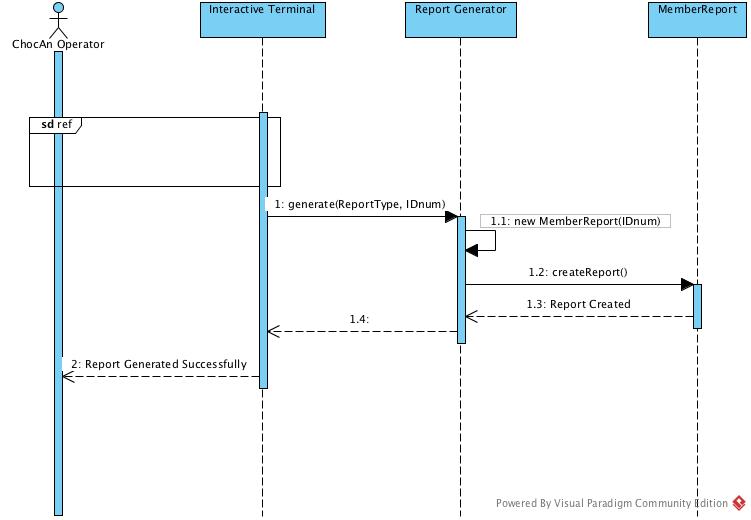 Interactive Terminal
Report Generator
MemberReport
ChocAn Operator
sd ref
1: generate(ReportType, IDnum)
1.1: new MemberReport(IDnum)
1.2: createReport()
1.3: Report Created
1.4:
2: Report Generated Successfully
Powered By Visual Paradigm Community Edition